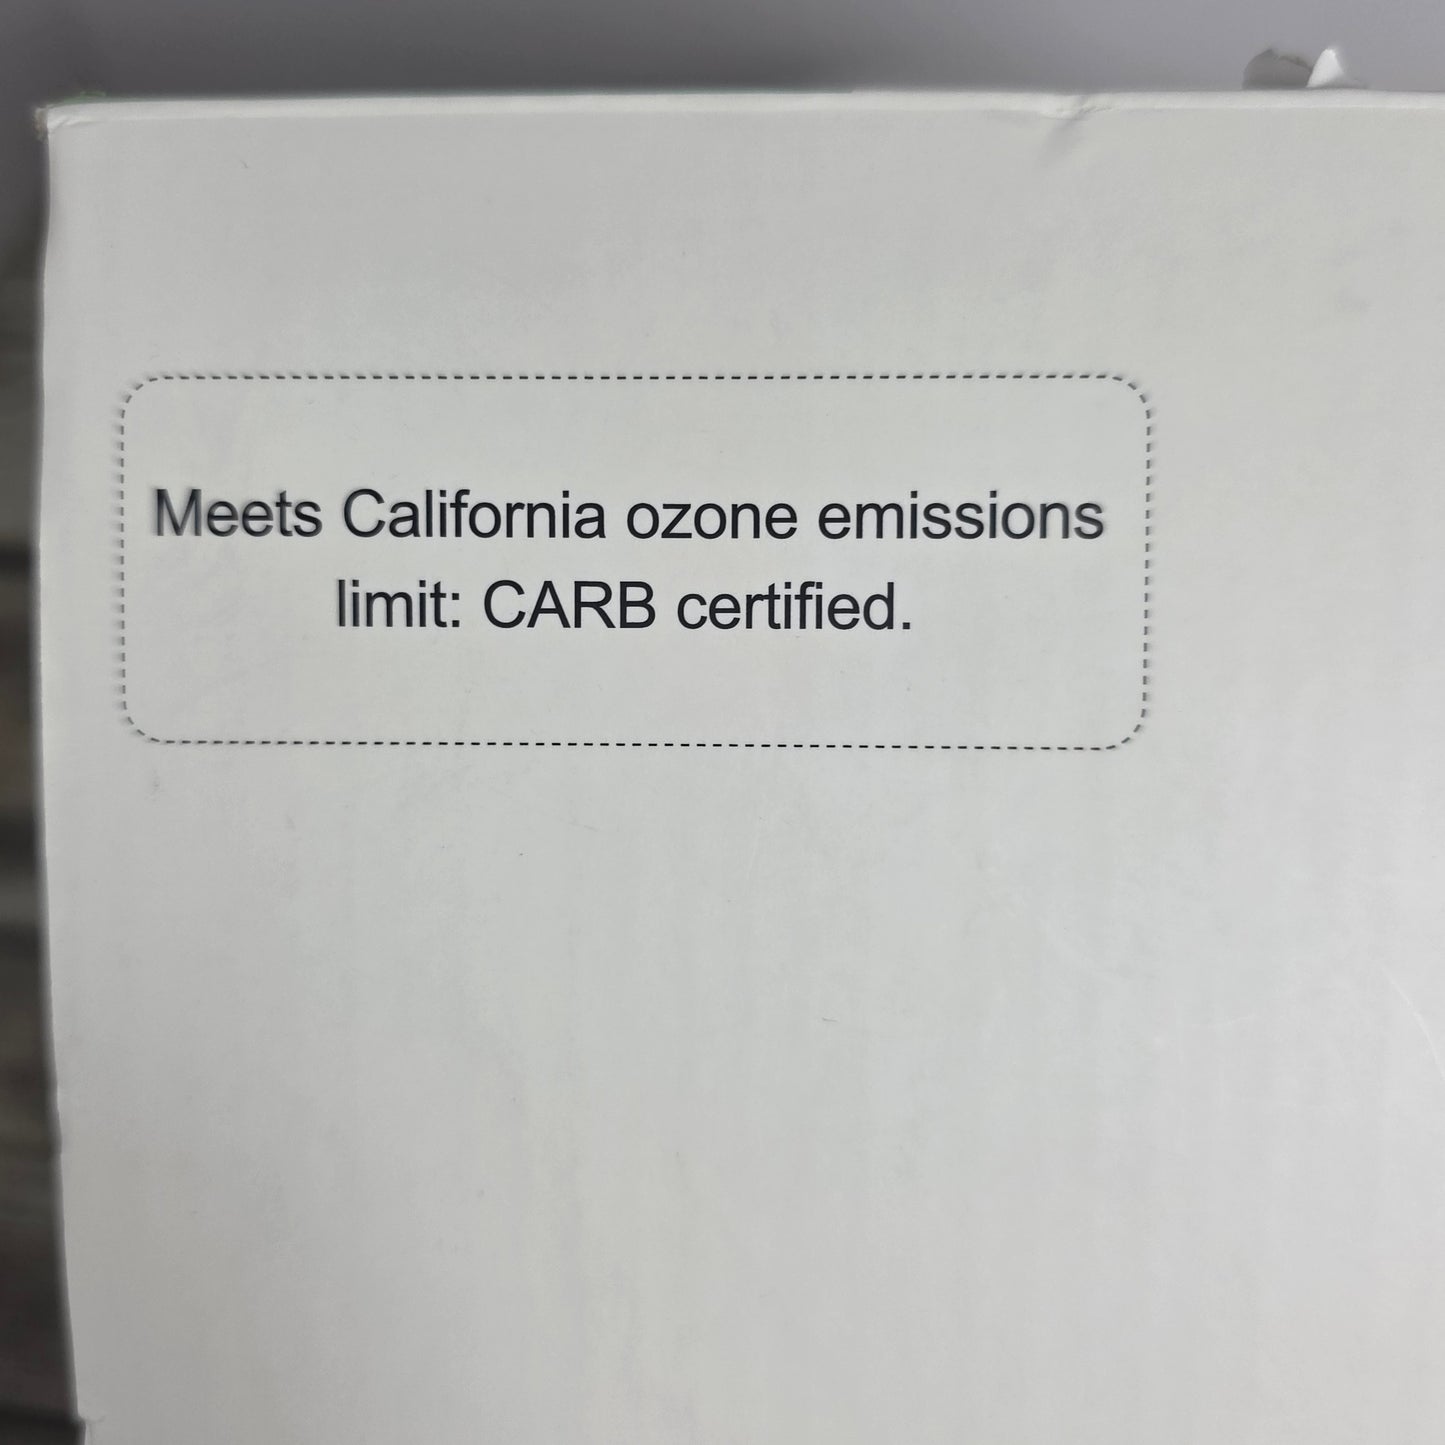 Meets California ozone emissions
limit: CARB certified.